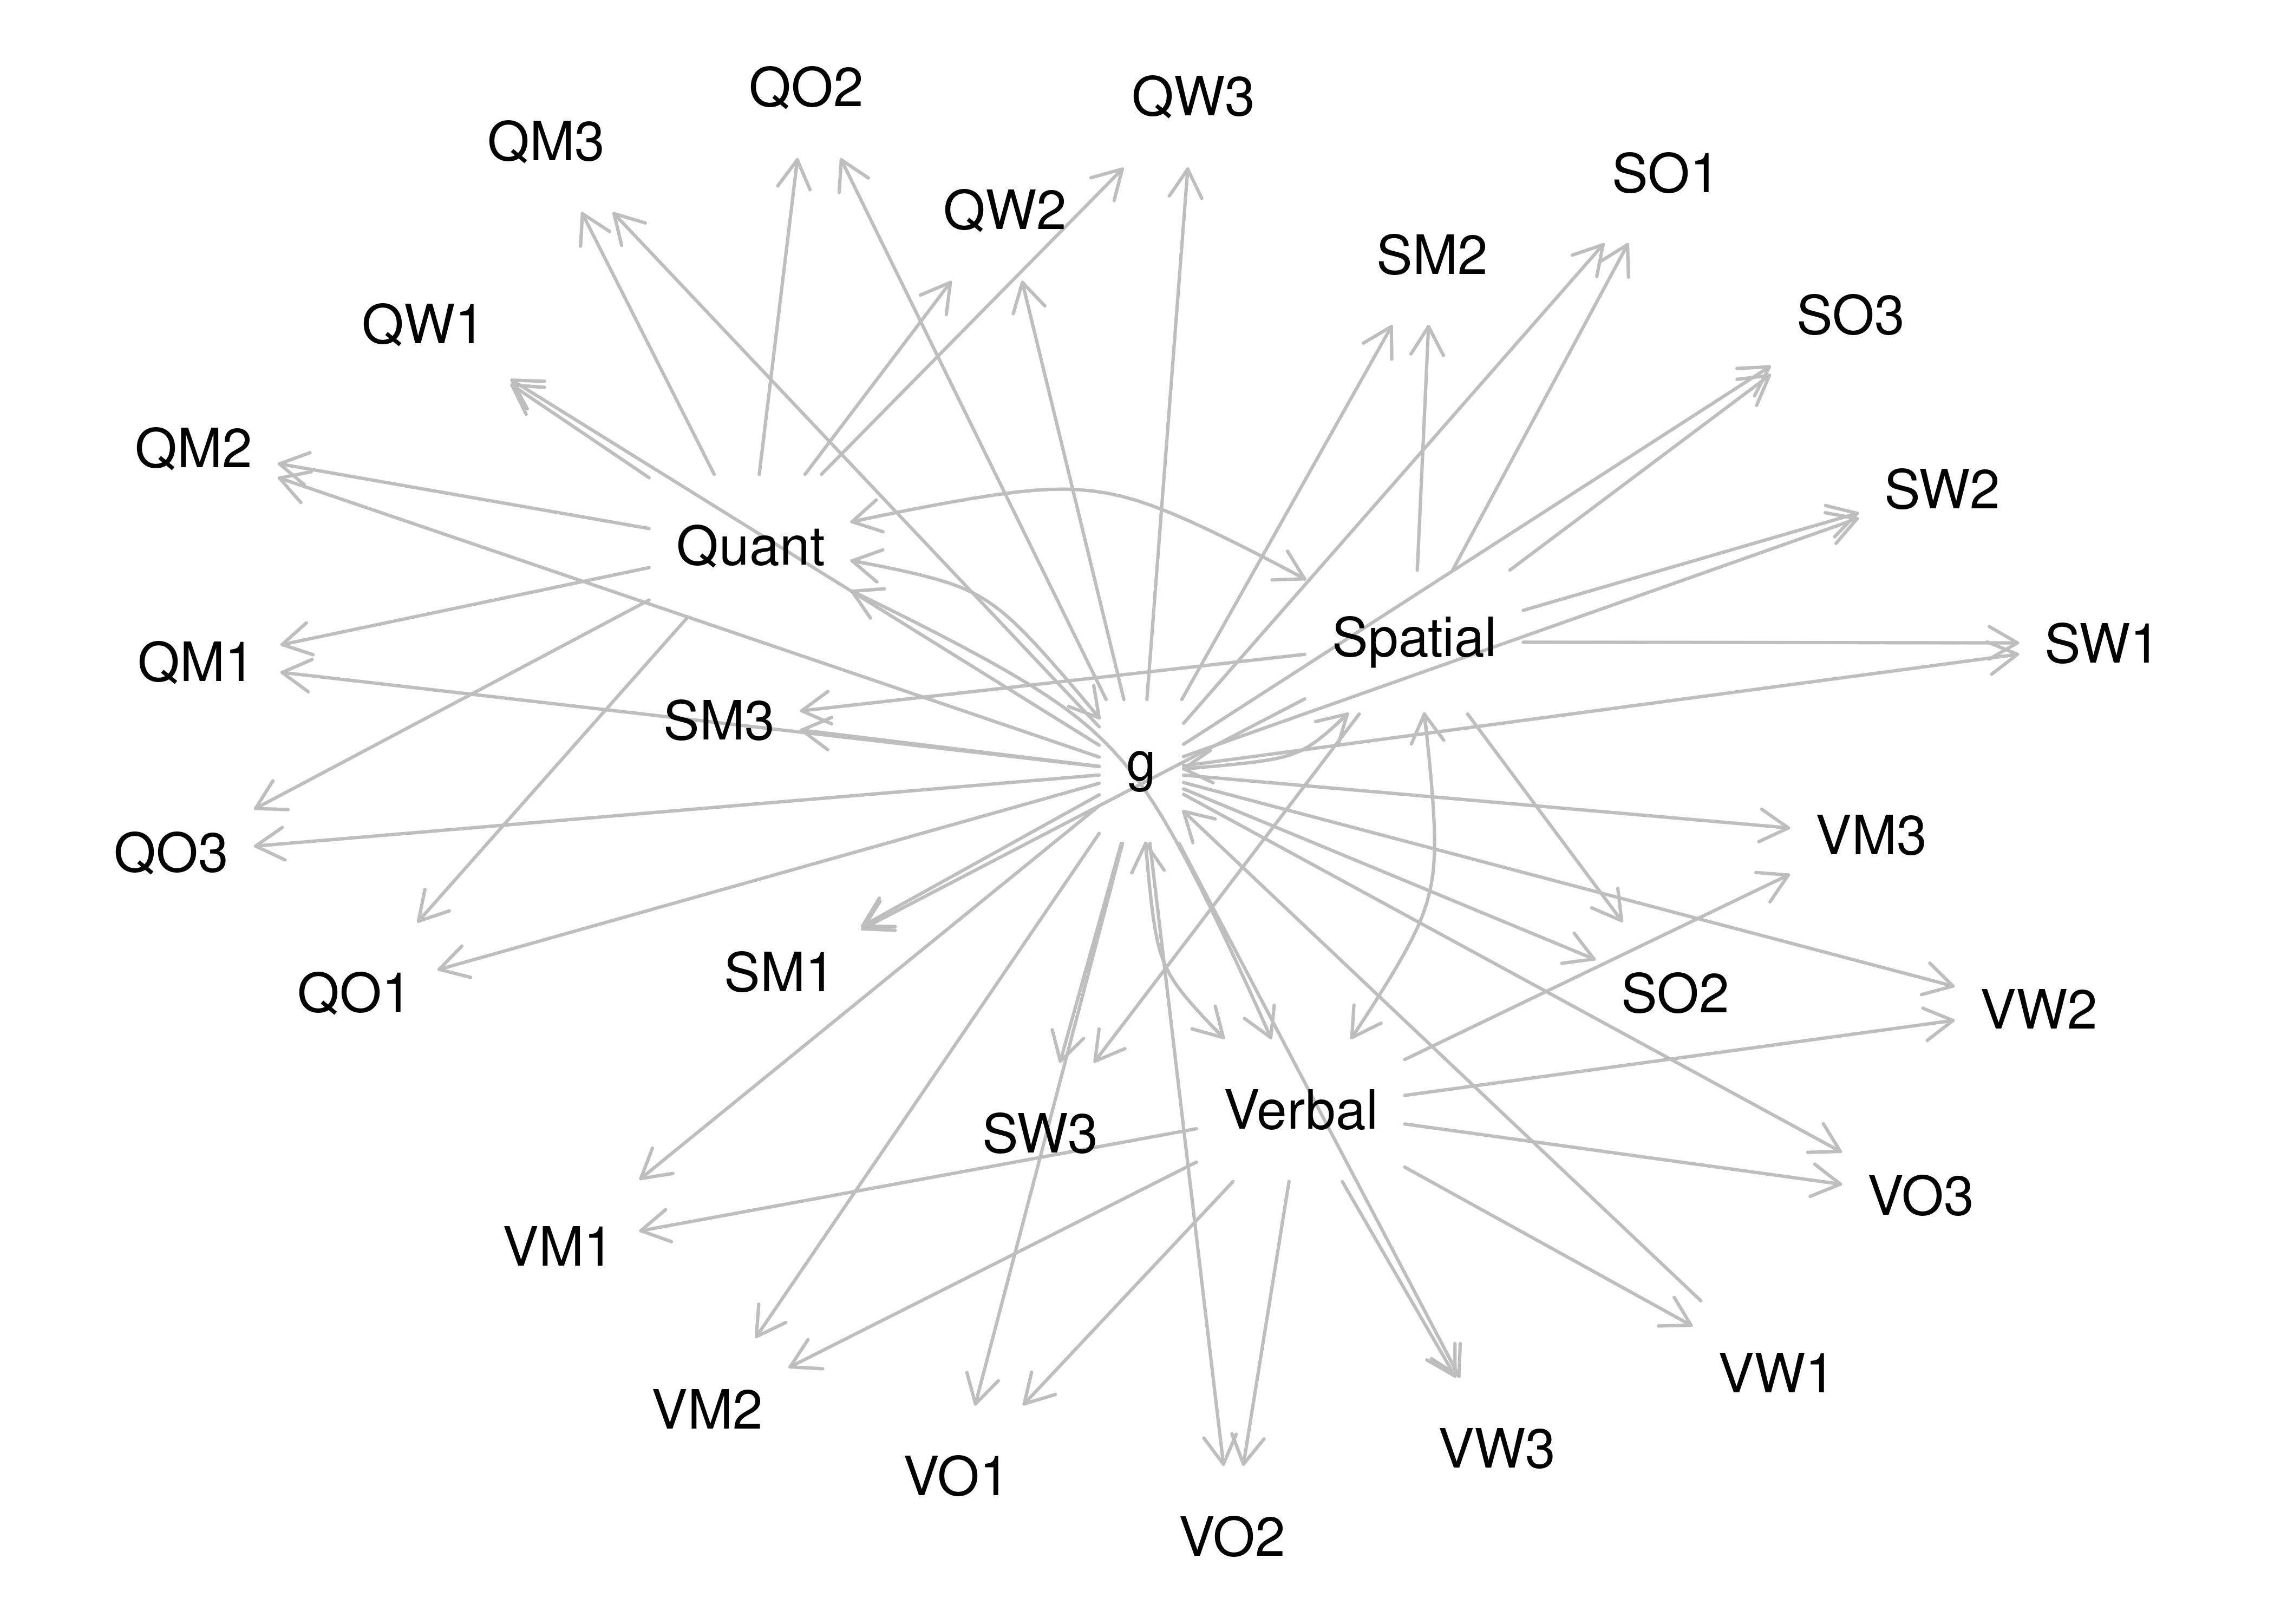 QO2
QW3
QM3
SO1
QW2
SM2
SO3
QW1
QM2
SW2
Quant
Spatial
SW1
QM1
SM3
g
VM3
QO3
SM1
QO1
SO2
VW2
Verbal
SW3
VO3
VM1
VW1
VM2
VW3
VO1
VO2